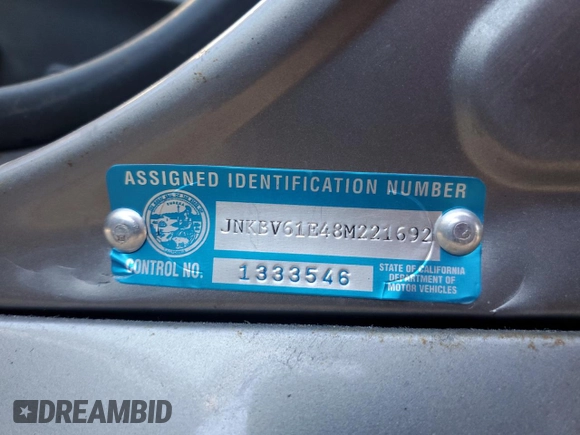 ASSIGNED IDENTIFICATION NUMBER
JNKBV61E48M221692
CONTROL NO.
1333546
STATE OF CALIFORNIA
DEPARTMENT OF
MOTOR VEHICLES
DREAMBID